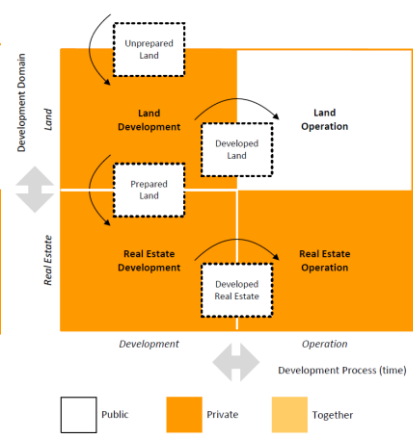 Unprepared
Land
Development Domain
Land
Land
Development
Land
Operation
Developed
Land
Prepared
Land
Real Estate
Real Estate
Development
Real Estate
Operation
Developed
Real Estate
Development
Operation
Development Process (time)
Public
Private
Together